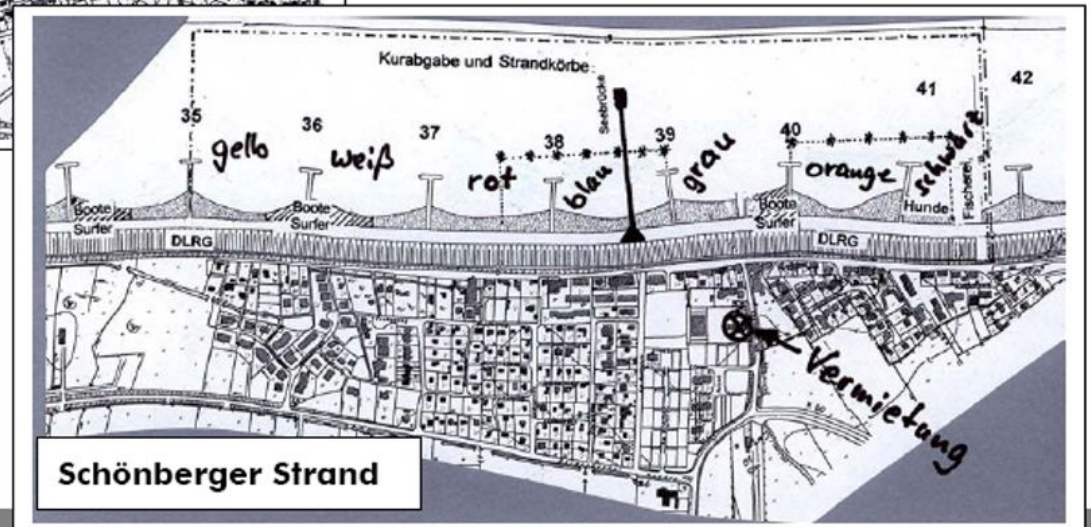 Kurabgabe und Strandkörbe
Seebrücke
35 36 37 38 39 40 41 42
gelb weiß rot blau grau orange schwarz
Boote Surfer
Boote Surfer
Boote Surfer
Hunde
Fischerei
DLRG
DLRG
Vermietung
Schönberger Strand